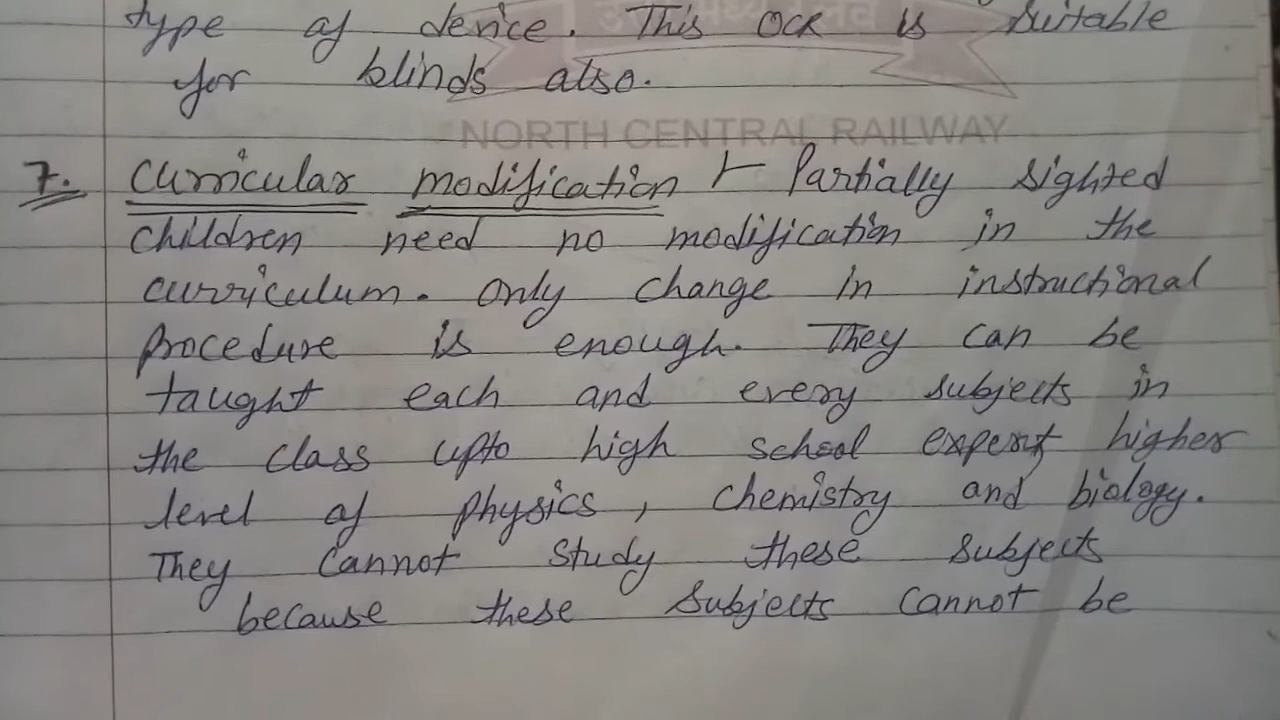 type of device. This OCR is suitable
for blinds also.
NORTH CENTRAL RAILWAY
7. Curricular modification :- Partially sighted
children need no modification in the
curriculum. Only change in instructional
procedure is enough. They can be
taught each and every subjects in
the class upto high school expert higher
level of physics, chemistry and biology.
They cannot study these subjects
because these subjects cannot be